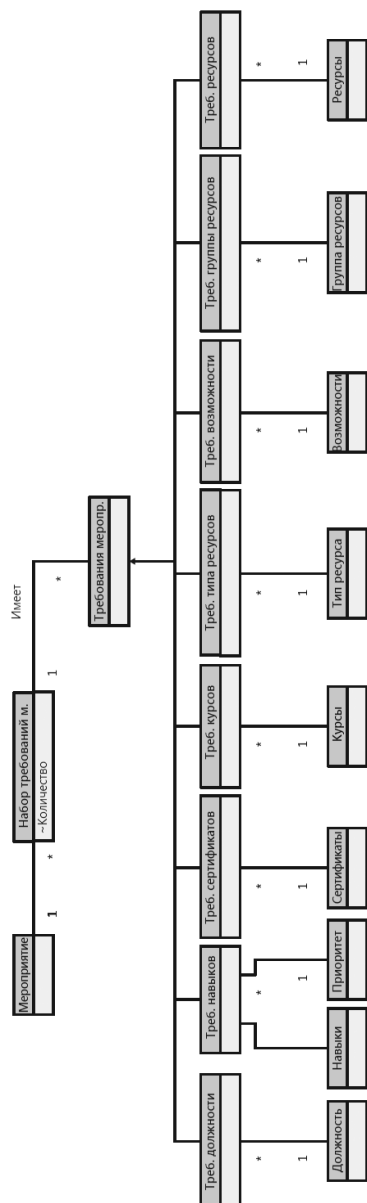 Имеет
Мероприятие
Набор требований м.
~Количество
1
*
1
*
Требования меропр.
Треб. должности
Треб. навыков
Треб. сертификатов
Треб. курсов
Треб. типа ресурсов
Треб. возможности
Треб. группы ресурсов
Треб. ресурсов
*
*
*
*
*
*
*
*
1
1
1
1
1
1
1
1
Должность
Навыки
Приоритет
Сертификаты
Курсы
Тип ресурса
Возможности
Группа ресурсов
Ресурсы